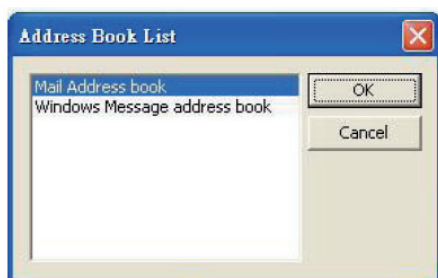 Address Book List
Mail Address book
Windows Message address book
OK
Cancel